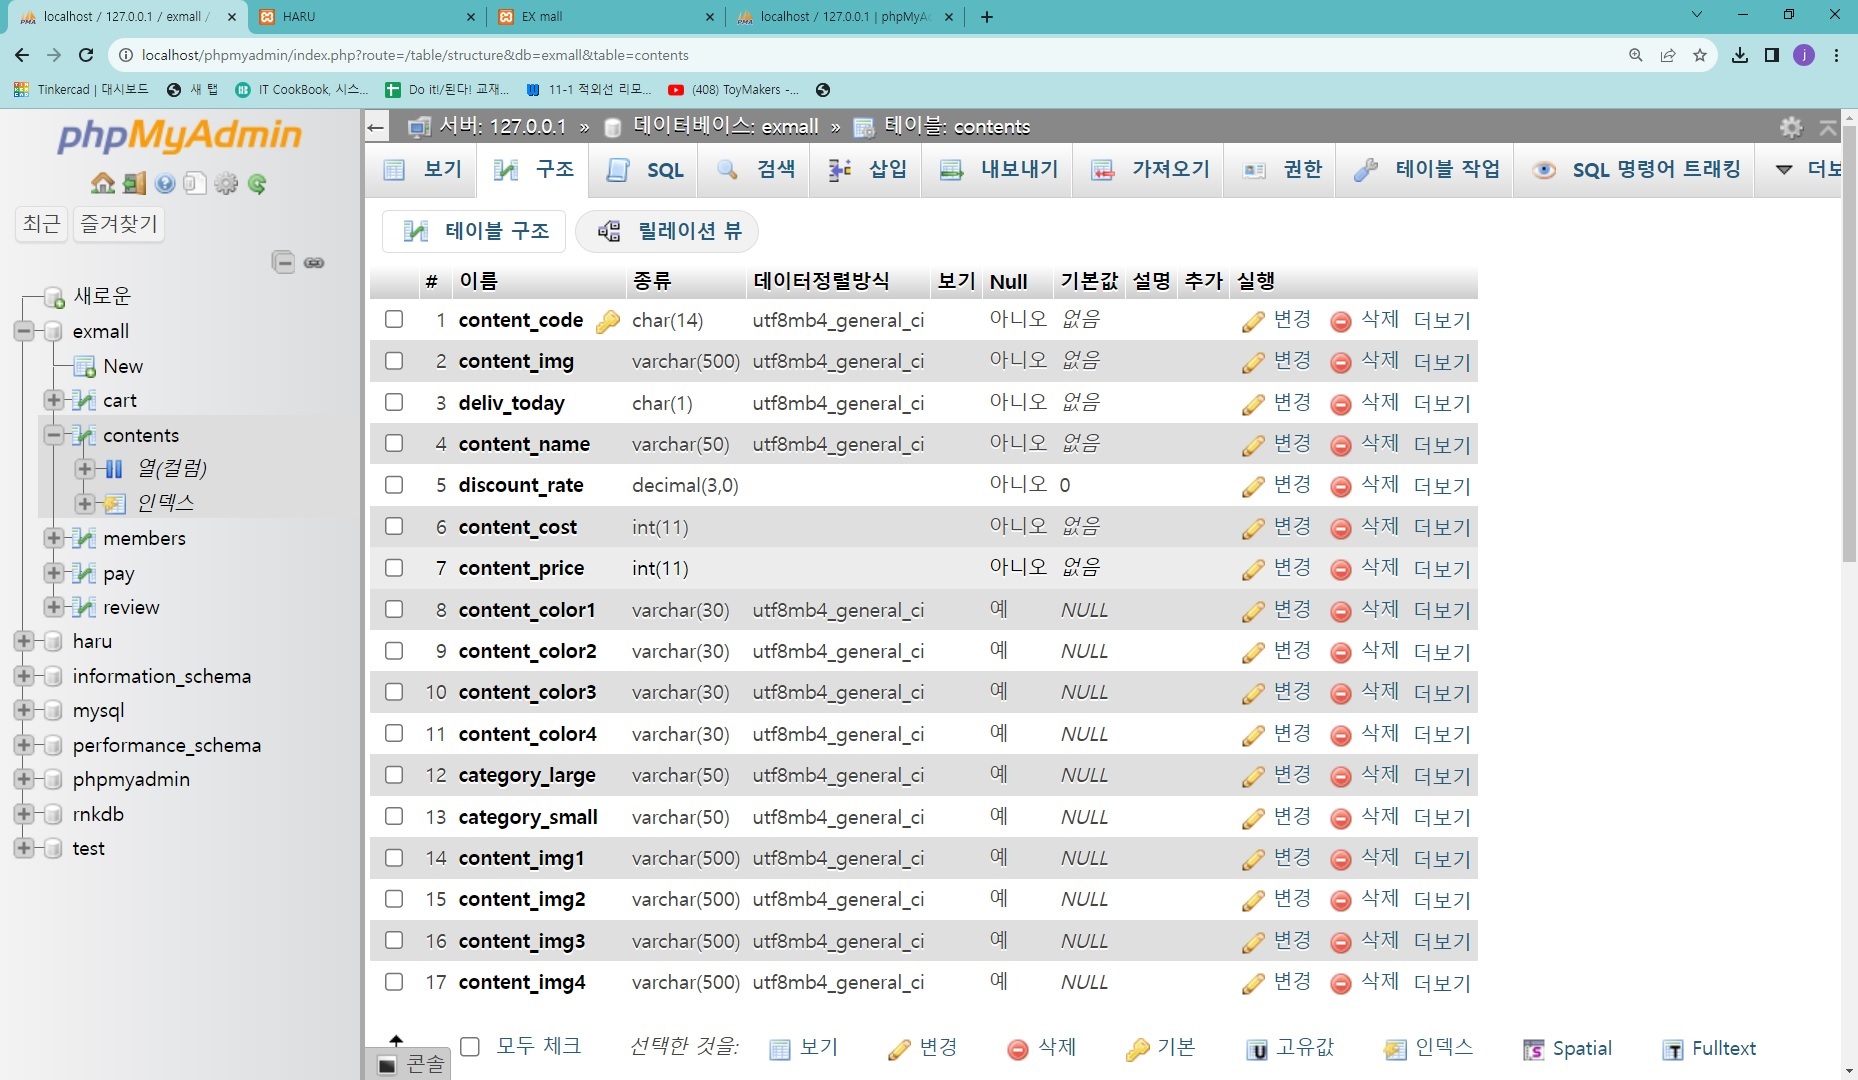 localhost / 127.0.0.1 / exmall /
HARU
EX mall
localhost / 127.0.0.1 | phpMyA
localhost/phpmyadmin/index.php?route=/table/structure&db=exmall&table=contents
j
Tinkercad | 대시보드
새 탭
IT CookBook, 시스...
Do it!/된다! 교재...
11-1 적외선 리모...
(408) ToyMakers -...
phpMyAdmin
최근 즐겨찾기
새로운
exmall
New
cart
contents
열(컬럼)
인덱스
members
pay
review
haru
information_schema
mysql
performance_schema
phpmyadmin
rnkdb
test
서버: 127.0.0.1 » 데이터베이스: exmall » 테이블: contents
보기 구조 SQL 검색 삽입 내보내기 가져오기 권한 테이블 작업 SQL 명령어 트래킹 더보
테이블 구조 릴레이션 뷰
# 이름 종류 데이터정렬방식 보기 Null 기본값 설명 추가 실행
1 content_code char(14) utf8mb4_general_ci 아니오 없음 변경 삭제 더보기
2 content_img varchar(500) utf8mb4_general_ci 아니오 없음 변경 삭제 더보기
3 deliv_today char(1) utf8mb4_general_ci 아니오 없음 변경 삭제 더보기
4 content_name varchar(50) utf8mb4_general_ci 아니오 없음 변경 삭제 더보기
5 discount_rate decimal(3,0) 아니오 0 변경 삭제 더보기
6 content_cost int(11) 아니오 없음 변경 삭제 더보기
7 content_price int(11) 아니오 없음 변경 삭제 더보기
8 content_color1 varchar(30) utf8mb4_general_ci 예 NULL 변경 삭제 더보기
9 content_color2 varchar(30) utf8mb4_general_ci 예 NULL 변경 삭제 더보기
10 content_color3 varchar(30) utf8mb4_general_ci 예 NULL 변경 삭제 더보기
11 content_color4 varchar(30) utf8mb4_general_ci 예 NULL 변경 삭제 더보기
12 category_large varchar(50) utf8mb4_general_ci 예 NULL 변경 삭제 더보기
13 category_small varchar(50) utf8mb4_general_ci 예 NULL 변경 삭제 더보기
14 content_img1 varchar(500) utf8mb4_general_ci 예 NULL 변경 삭제 더보기
15 content_img2 varchar(500) utf8mb4_general_ci 예 NULL 변경 삭제 더보기
16 content_img3 varchar(500) utf8mb4_general_ci 예 NULL 변경 삭제 더보기
17 content_img4 varchar(500) utf8mb4_general_ci 예 NULL 변경 삭제 더보기
모두 체크 선택한 것을: 보기 변경 삭제 기본 고유값 인덱스 Spatial Fulltext
콘솔